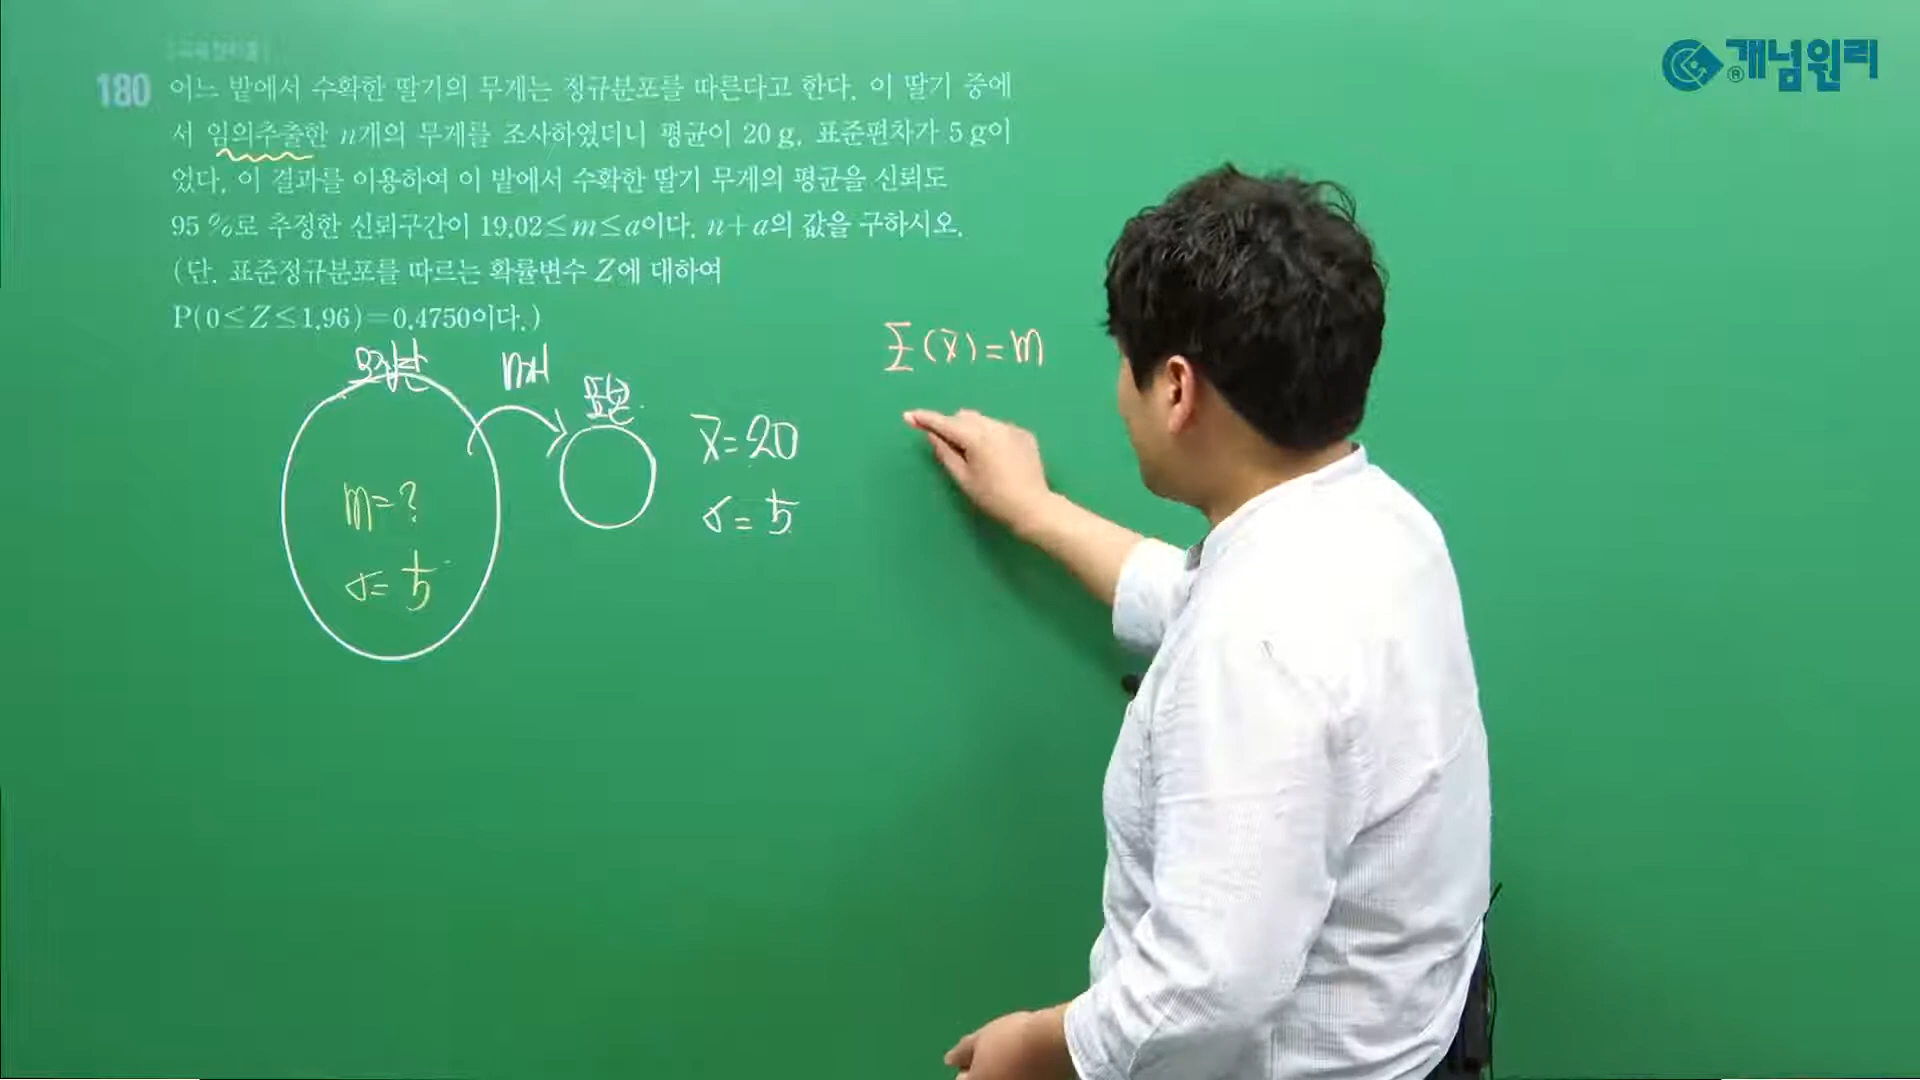 개념원리
180 어느 밭에서 수확한 딸기의 무게는 정규분포를 따른다고 한다. 이 딸기 중에
서 임의추출한 n개의 무게를 조사하였더니 평균이 20 g, 표준편차가 5 g이
었다. 이 결과를 이용하여 이 밭에서 수확한 딸기 무게의 평균을 신뢰도
95 %로 추정한 신뢰구간이 19.02≤m≤a이다. n+a의 값을 구하시오.
(단, 표준정규분포를 따르는 확률변수 Z에 대하여
P(0≤Z≤1.96)=0.4750이다.)
모집단
n개
표본
m=?
σ=5
x̄=20
σ=5
E(x̄)=m